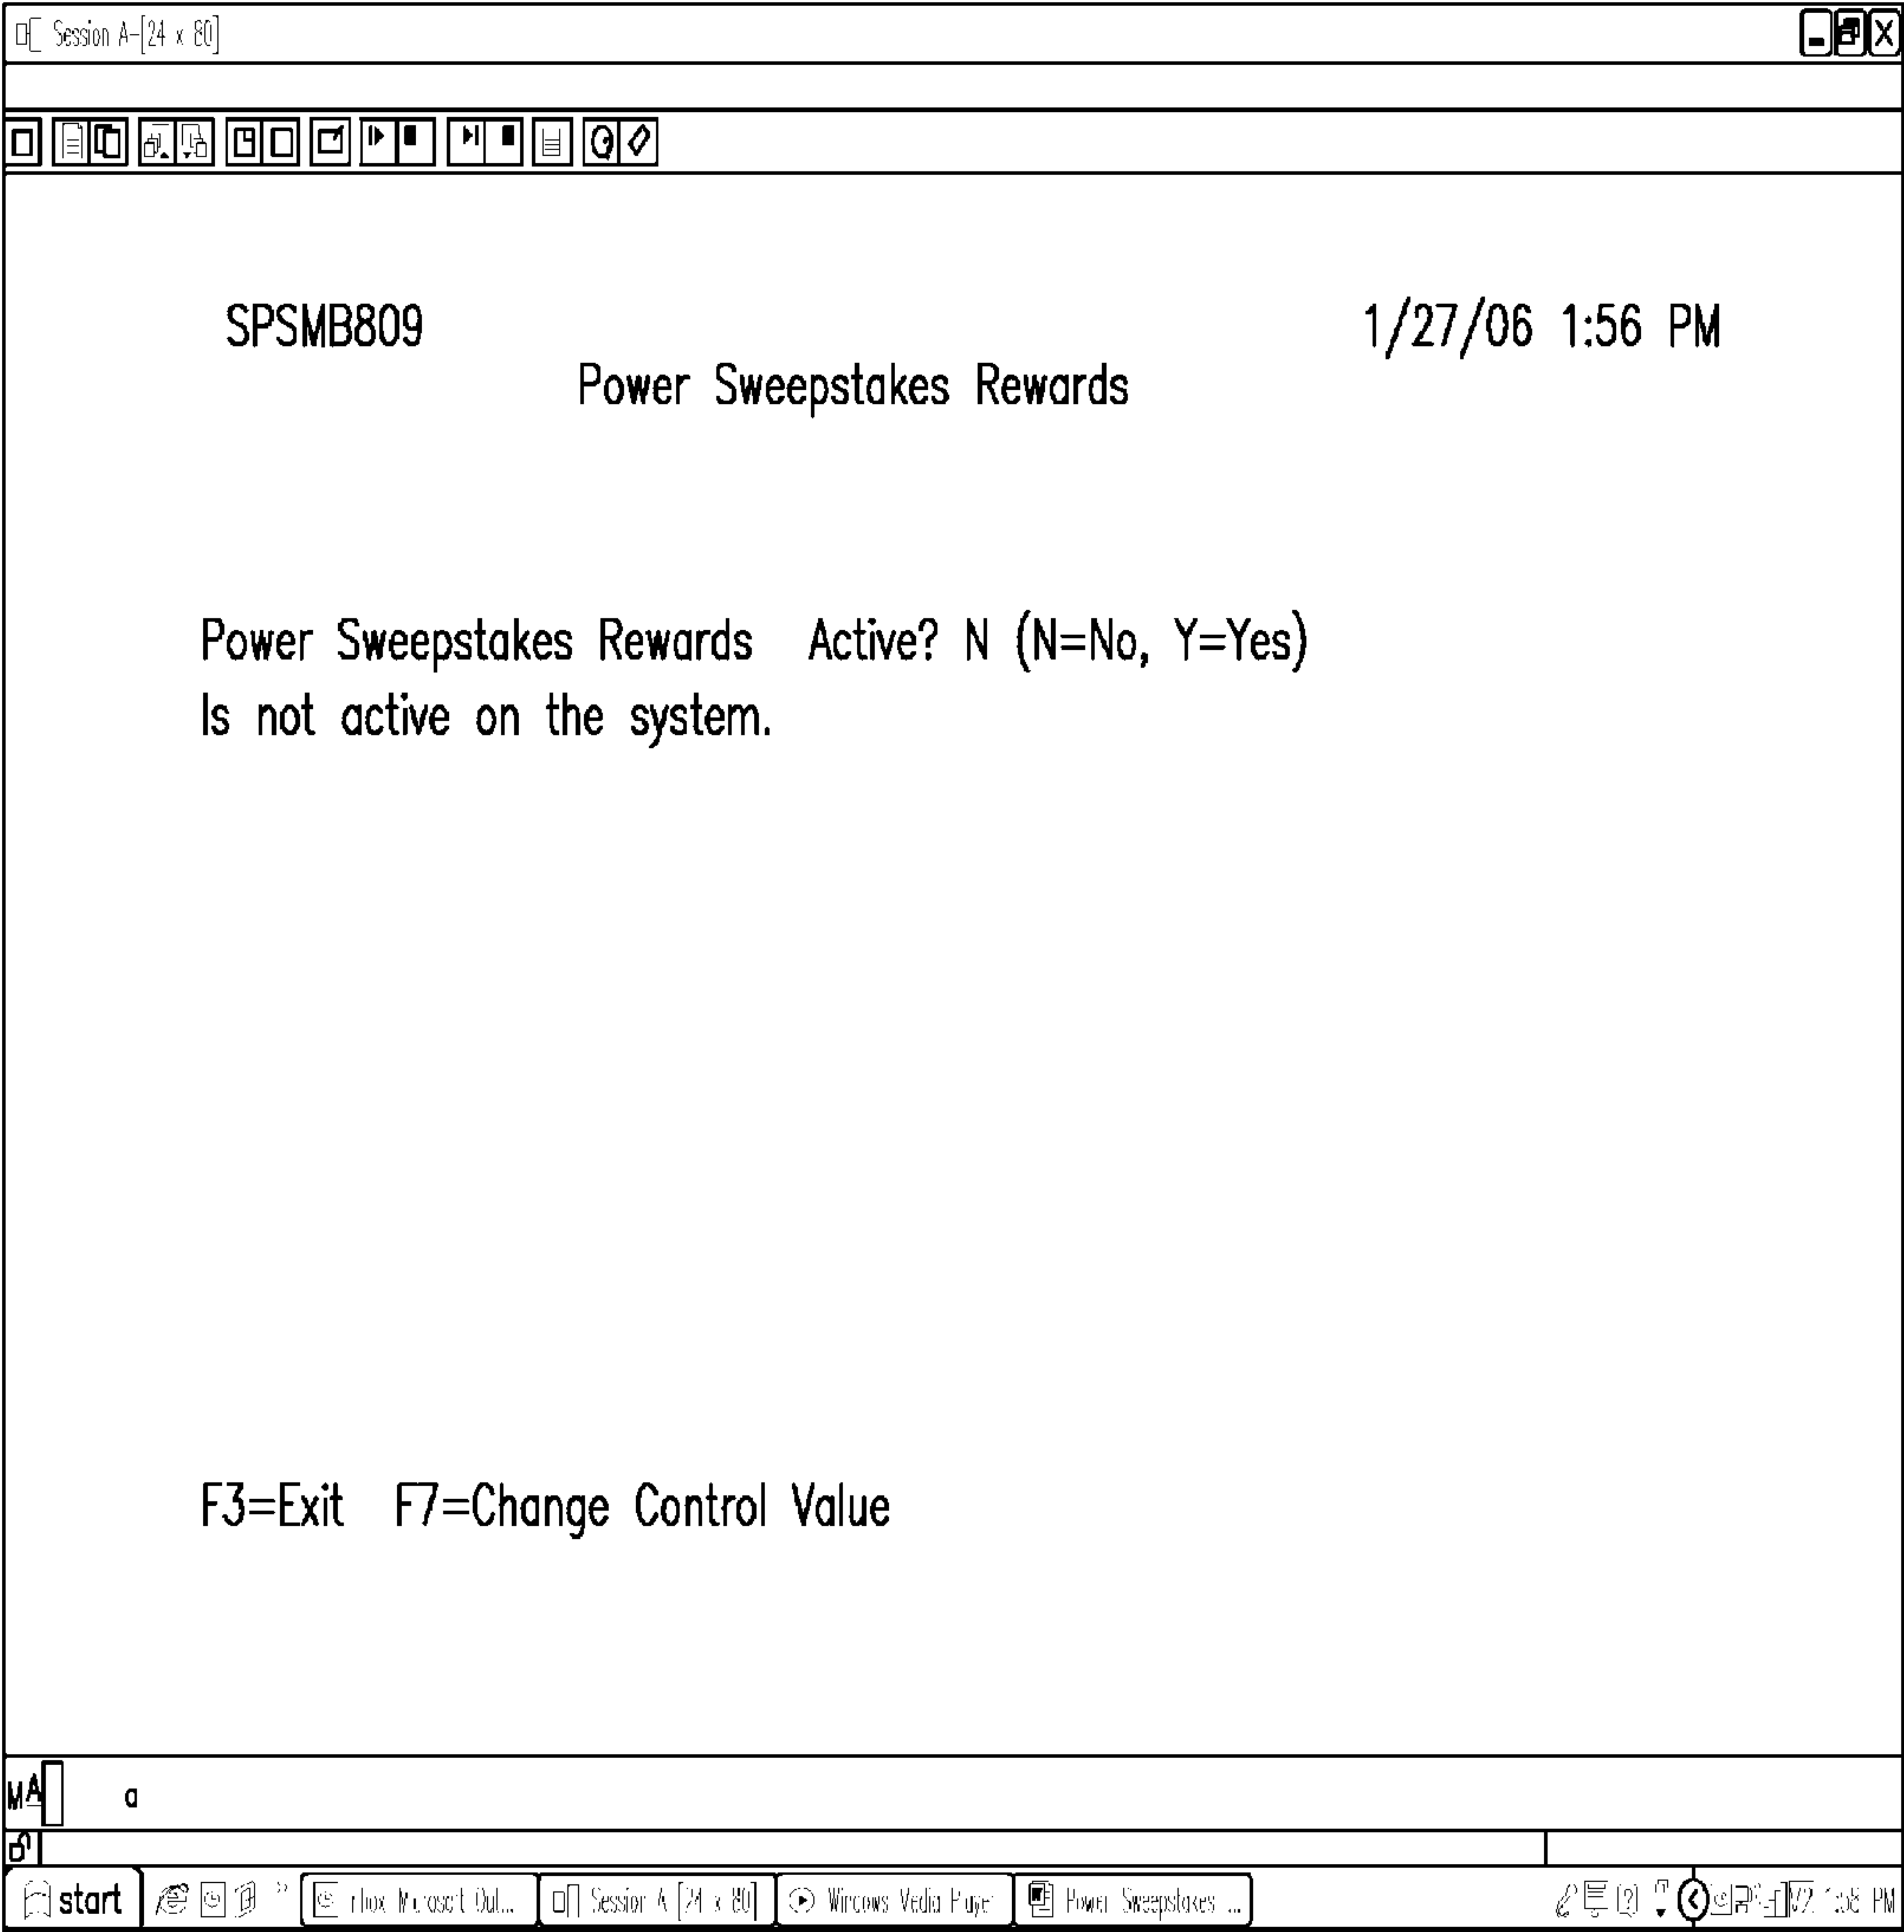 Session A-[24 x 80]
SPSMB809 1/27/06 1:56 PM
Power Sweepstakes Rewards
Power Sweepstakes Rewards Active? N (N=No, Y=Yes)
Is not active on the system.
F3=Exit F7=Change Control Value
MA a
start Session A [24 x 80] Power Sweepstakes ... PM